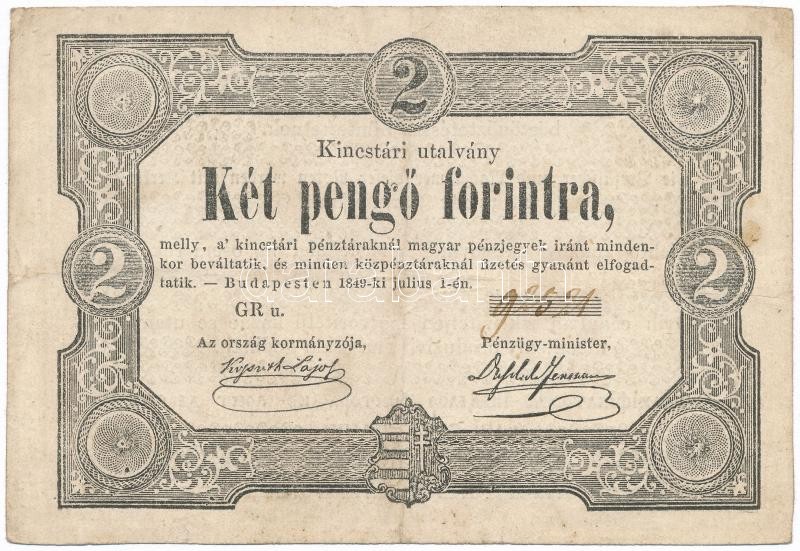 2
Kincstári utalvány
Két pengő forintra,
melly, a' kincstári pénztáraknál magyar pénzjegyek iránt minden-
kor beváltatik, és minden közpénztáraknál fizetés gyanánt elfogad-
tatik. — Budapesten 1849-ki julius 1-én.
2 2
GR u.
Az ország kormányzója, Pénzügy-minister,
Kossuth Lajos
darabanth